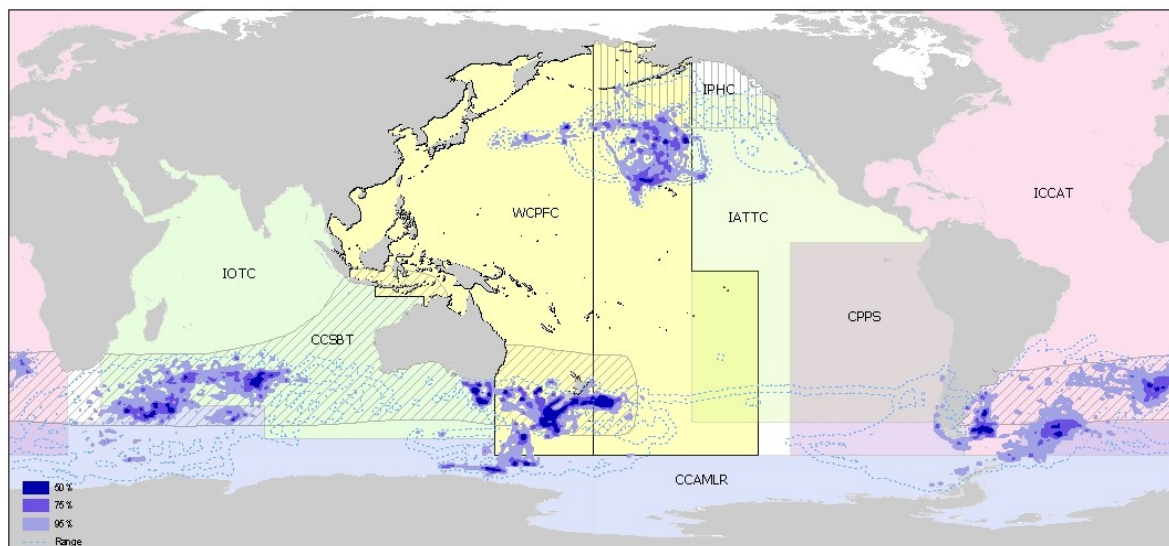 IPHC
WCPFC
IATTC
ICCAT
IOTC
CCSBT
CPPS
CCAMLR
50%
75%
95%
Range